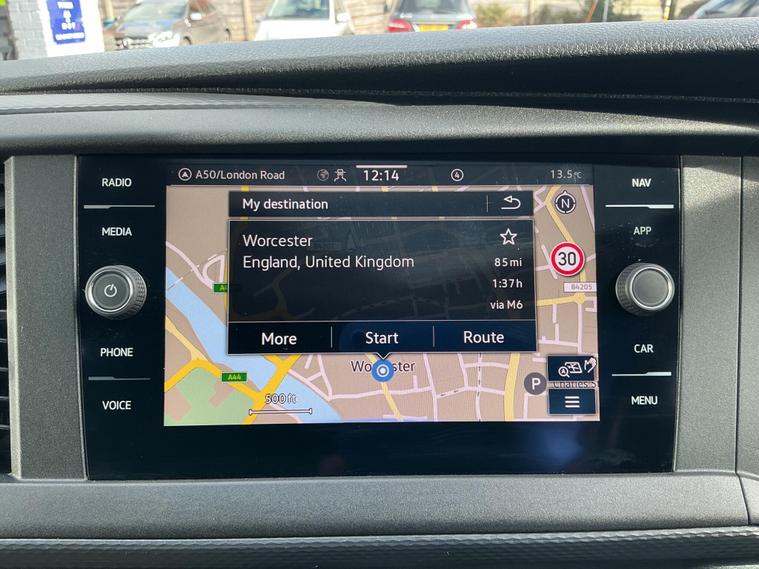 A50/London Road 12:14 4 13.5°C
RADIO
MEDIA
PHONE
VOICE
My destination
N
Worcester
England, United Kingdom
85 mi
1:37 h
via M6
More Start Route
30
B4205
A44
500 ft
P
NAV
APP
CAR
MENU